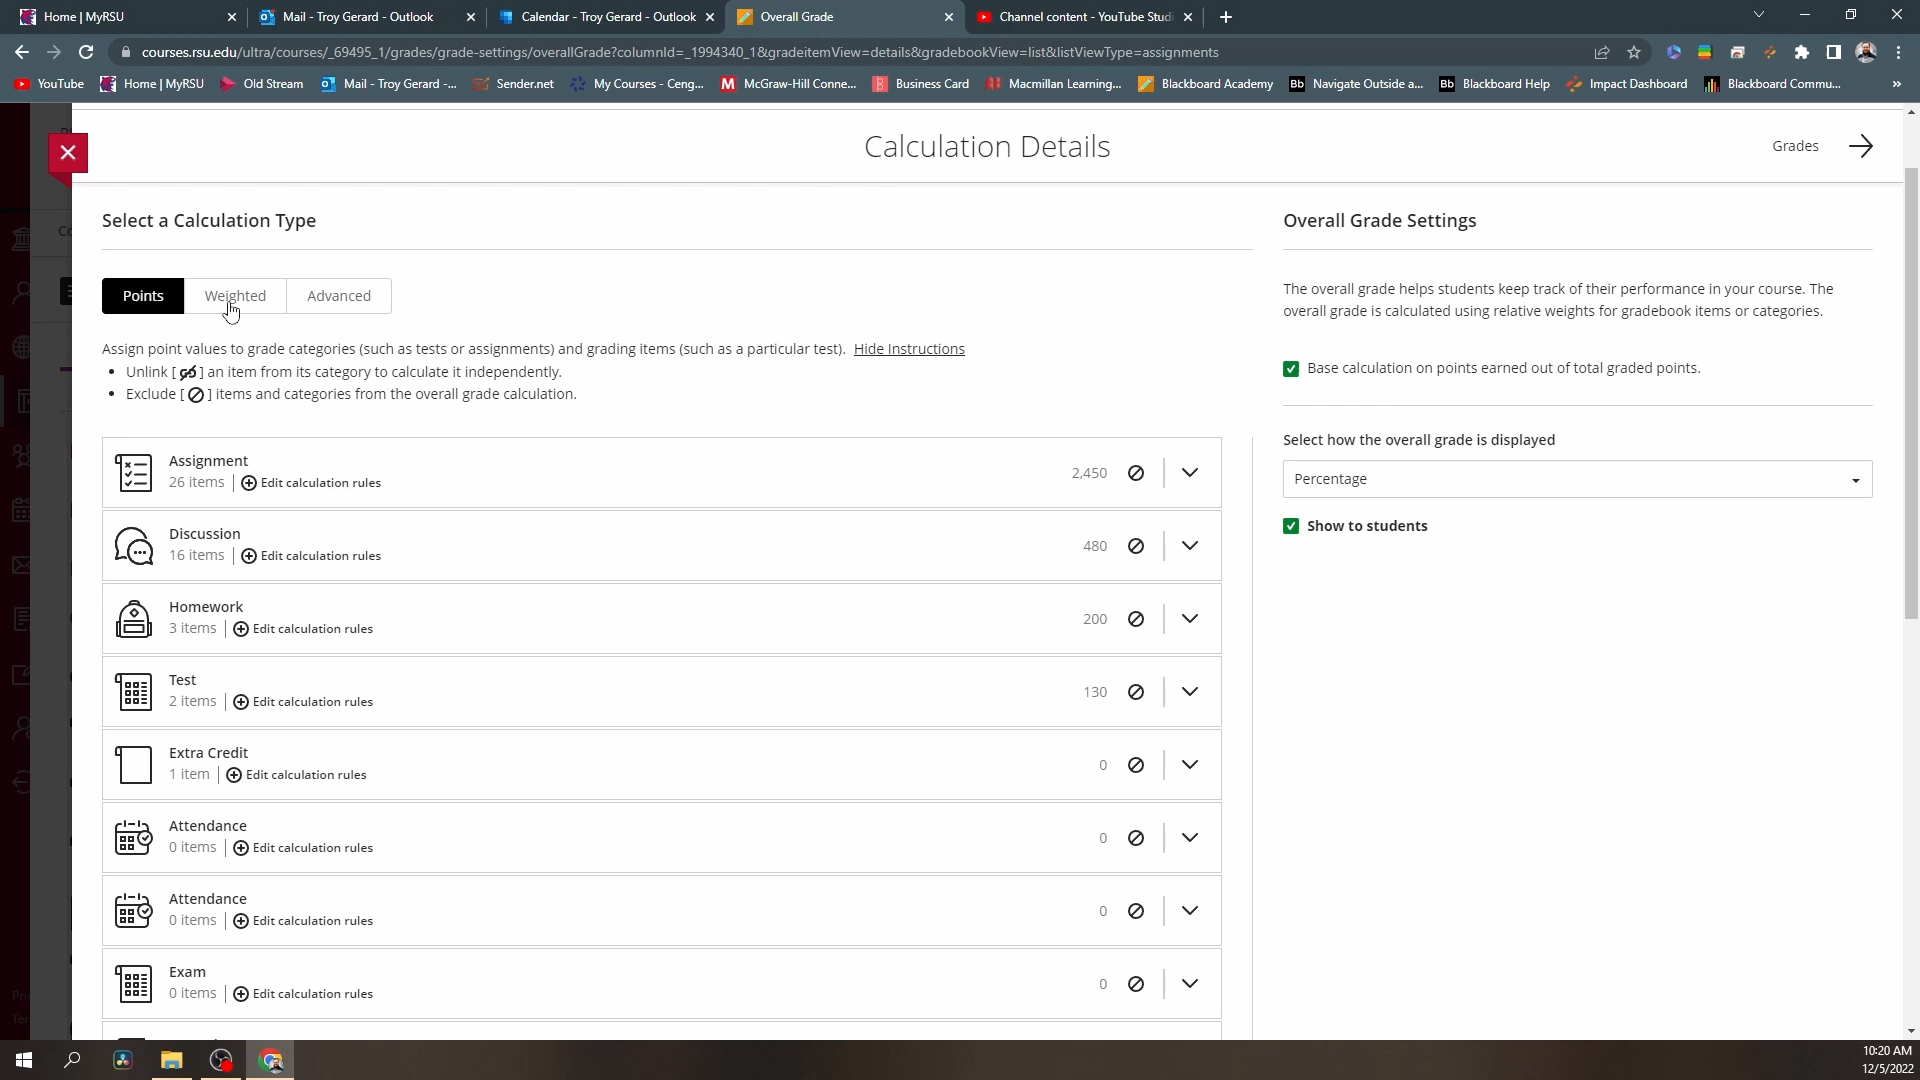 Home | MyRSU
Mail - Troy Gerard - Outlook
Calendar - Troy Gerard - Outlook
Overall Grade
Channel content - YouTube Studi
courses.rsu.edu/ultra/courses/_69495_1/grades/grade-settings/overallGrade?columnId=_1994340_1&gradeitemView=details&gradebookView=list&listViewType=assignments
YouTube
Home | MyRSU
Old Stream
Mail - Troy Gerard -...
Sender.net
My Courses - Ceng...
McGraw-Hill Conne...
Business Card
Macmillan Learning...
Blackboard Academy
Bb Navigate Outside a...
Bb Blackboard Help
Impact Dashboard
Blackboard Commu...
»
Calculation Details
Grades
Select a Calculation Type
Points
Weighted
Advanced
Assign point values to grade categories (such as tests or assignments) and grading items (such as a particular test). Hide Instructions
• Unlink [ ] an item from its category to calculate it independently.
• Exclude [ ] items and categories from the overall grade calculation.
Assignment
26 items | Edit calculation rules
2,450
Discussion
16 items | Edit calculation rules
480
Homework
3 items | Edit calculation rules
200
Test
2 items | Edit calculation rules
130
Extra Credit
1 item | Edit calculation rules
0
Attendance
0 items | Edit calculation rules
0
Attendance
0 items | Edit calculation rules
0
Exam
0 items | Edit calculation rules
0
Overall Grade Settings
The overall grade helps students keep track of their performance in your course. The
overall grade is calculated using relative weights for gradebook items or categories.
Base calculation on points earned out of total graded points.
Select how the overall grade is displayed
Percentage
Show to students
10:20 AM
12/5/2022